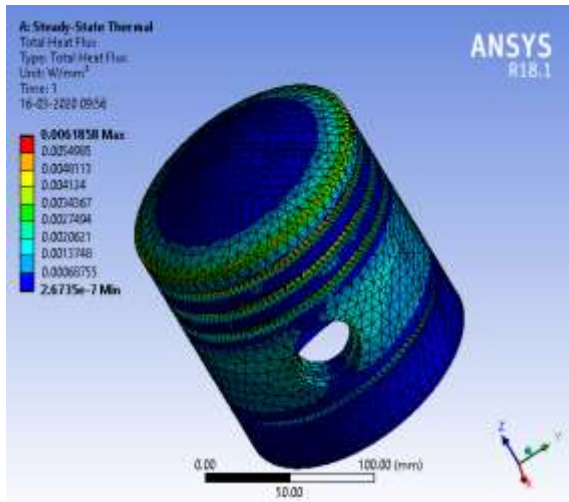 A: Steady-State Thermal
Total Heat Flux
Type: Total Heat Flux
Unit: W/mm²
Time: 1
16-03-2020 09:56
ANSYS
R18.1
0.0061858 Max
0.0054985
0.0048113
0.004124
0.0034367
0.0027494
0.0020621
0.0013748
0.00068755
2.6735e-7 Min
0.00
100.00 (mm)
50.00
Z
Y
X